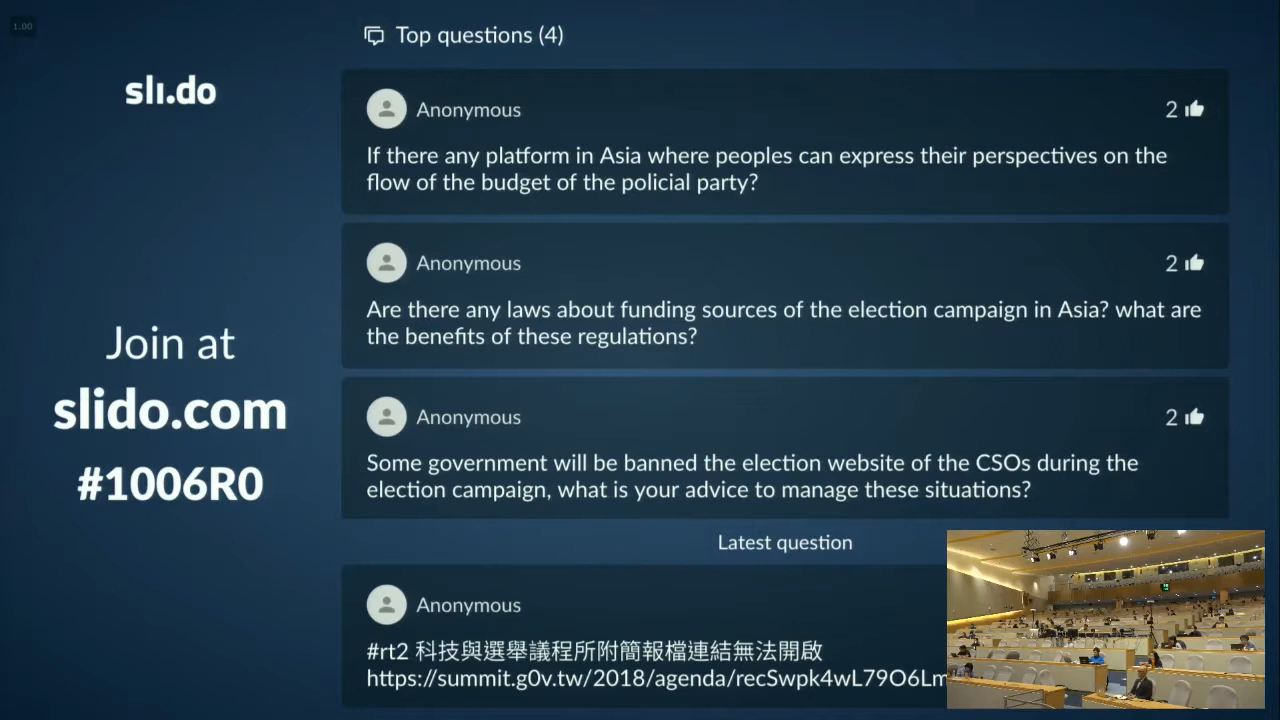 1.00
Top questions (4)
sli.do
Anonymous
2
If there any platform in Asia where peoples can express their perspectives on the
flow of the budget of the policial party?
Anonymous
2
Are there any laws about funding sources of the election campaign in Asia? what are
the benefits of these regulations?
Join at
slido.com
#1006R0
Anonymous
2
Some government will be banned the election website of the CSOs during the
election campaign, what is your advice to manage these situations?
Latest question
Anonymous
#rt2 科技與選舉議程所附簡報檔連結無法開啟
https://summit.g0v.tw/2018/agenda/recSwpk4wL79O6Lm